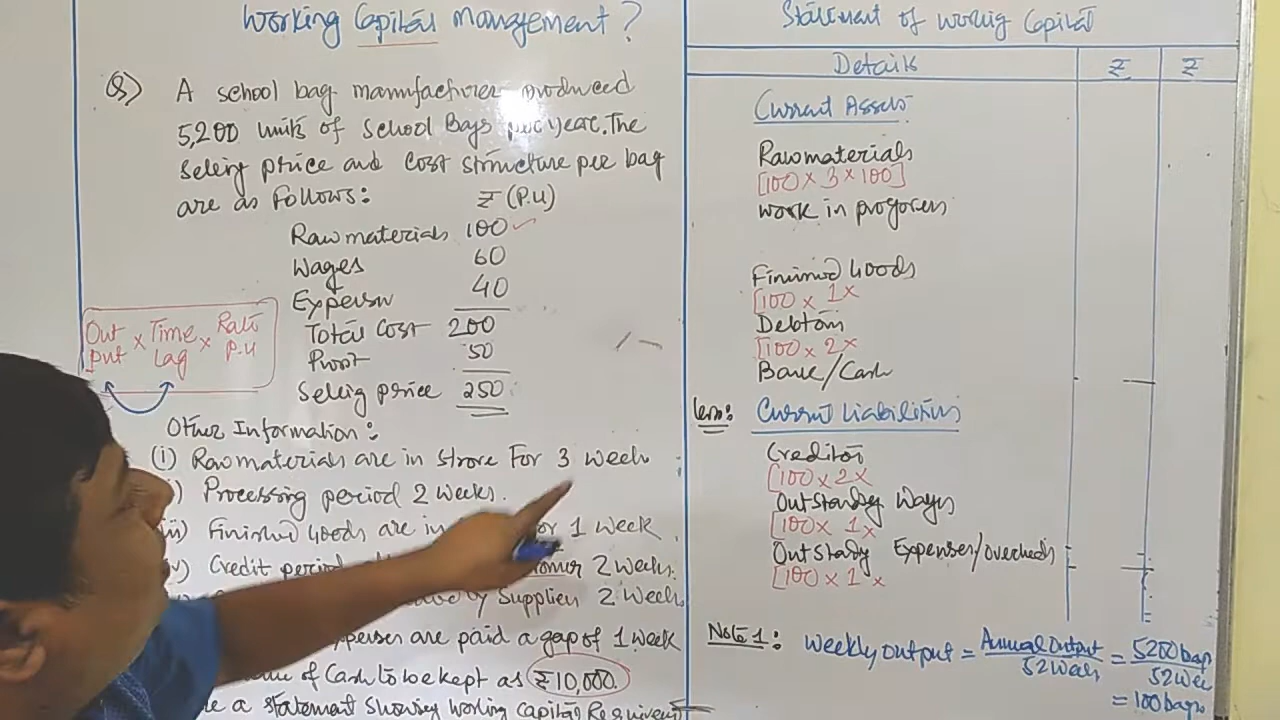 Working Capital Management?
Q) A school bag manufacturer produced
5,200 units of School Bags per year. The
Selling price and cost structure per bag
are as follows: ₹ (P.u)
Raw materials 100
Wages 60
Expenses 40
Total Cost 200
Profit 50
Selling price 250
Output × Time Lag × Rate P.u
Other Information:
(i) Raw materials are in store for 3 week
Processing period 2 weeks.
Finished Goods are in for 1 week
Credit period 2 weeks.
by Suppliers 2 week
expenses are paid a gap of 1 week
of Cash to be kept as ₹10,000.
a statement showing working capital
Statement of Working Capital
Details ₹ ₹
Current Assets
Raw materials
[100 × 3 × 100]
Work in progress
Finished Goods
[100 × 1 ×
Debtors
[100 × 2 ×
Bank/Cash
Less: Current Liabilities
Creditors
[100 × 2 ×
Outstanding Wages
[100 × 1 ×
Outstanding Expenses/overheads
[100 × 1 ×
Note 1: Weekly output = Annual Output / 52 weeks = 5200 bags / 52 weeks
= 100 bags